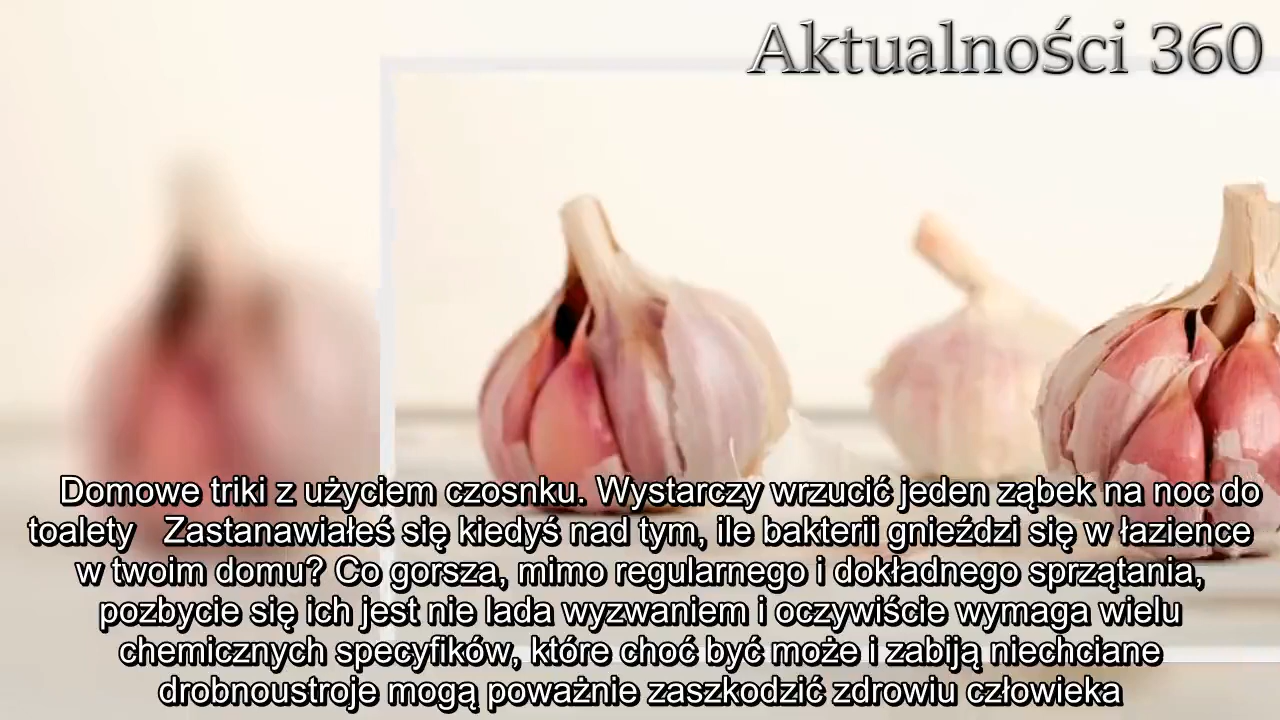 Aktualności 360
Domowe triki z użyciem czosnku. Wystarczy wrzucić jeden ząbek na noc do
toalety   Zastanawiałeś się kiedyś nad tym, ile bakterii gnieździ się w łazience
w twoim domu? Co gorsza, mimo regularnego i dokładnego sprzątania,
pozbycie się ich jest nie lada wyzwaniem i oczywiście wymaga wielu
chemicznych specyfików, które choć być może i zabiją niechciane
drobnoustroje mogą poważnie zaszkodzić zdrowiu człowieka